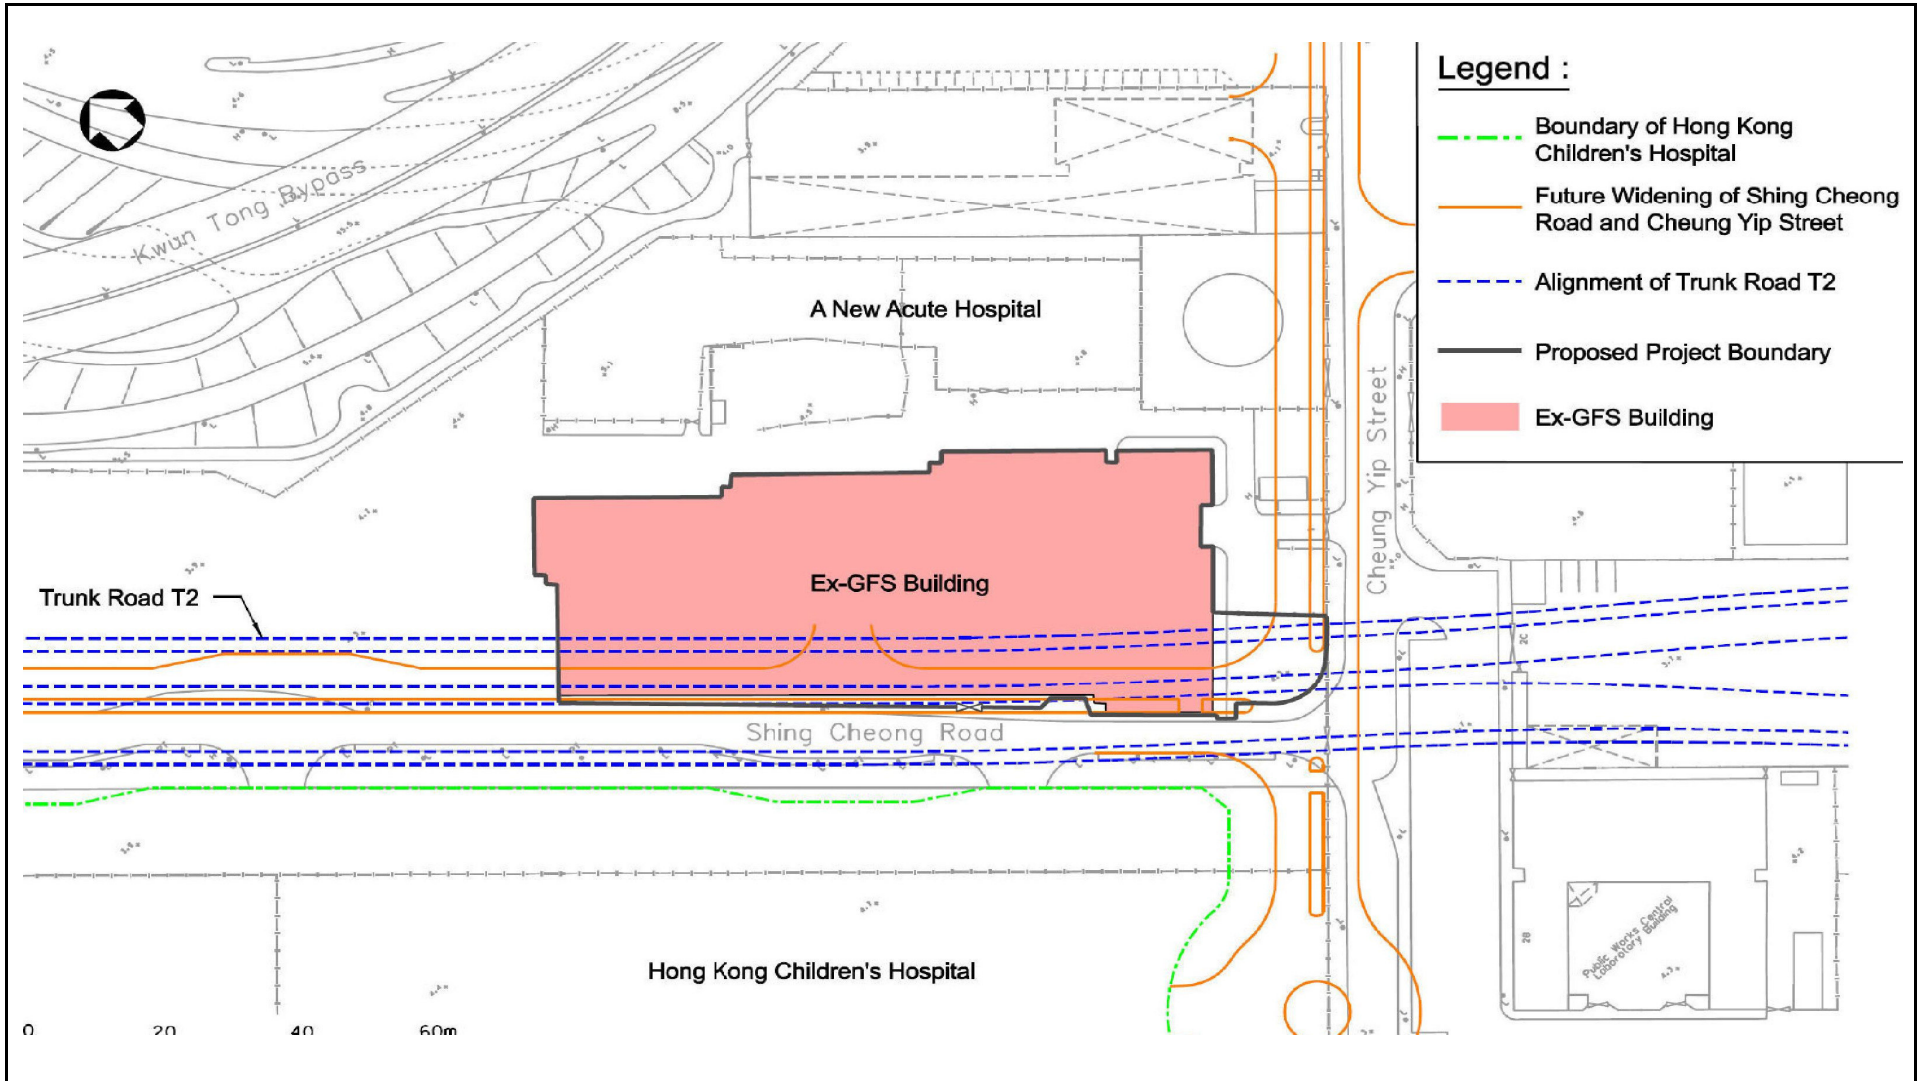 Legend :
Boundary of Hong Kong
Children's Hospital
Future Widening of Shing Cheong
Road and Cheung Yip Street
Alignment of Trunk Road T2
Proposed Project Boundary
Ex-GFS Building
Kwun Tong Bypass
A New Acute Hospital
Cheung Yip Street
Ex-GFS Building
Trunk Road T2
Shing Cheong Road
Hong Kong Children's Hospital
Public Works Central
Laboratory Building
2C
2B
0 20 40 60m